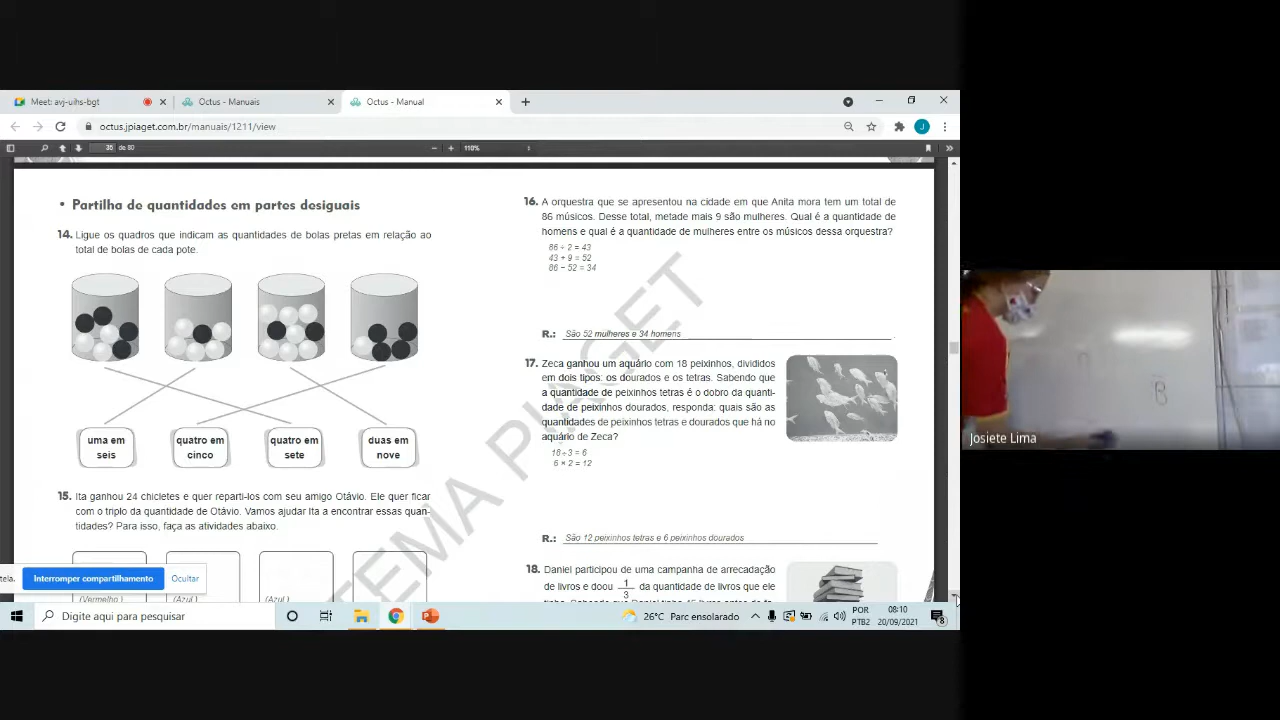 Meet: avj-uihs-bgt
Octus - Manuais
Octus - Manual
octus.jpiaget.com.br/manuais/1211/view
J
35 de 80
110%
• Partilha de quantidades em partes desiguais
14. Ligue os quadros que indicam as quantidades de bolas pretas em relação ao
total de bolas de cada pote.
uma em
seis
quatro em
cinco
quatro em
sete
duas em
nove
15. Ita ganhou 24 chicletes e quer reparti-los com seu amigo Otávio. Ele quer ficar
com o triplo da quantidade de Otávio. Vamos ajudar Ita a encontrar essas quan-
tidades? Para isso, faça as atividades abaixo.
(Vermelho )
(Azul )
(Azul )
16. A orquestra que se apresentou na cidade em que Anita mora tem um total de
86 músicos. Desse total, metade mais 9 são mulheres. Qual é a quantidade de
homens e qual é a quantidade de mulheres entre os músicos dessa orquestra?
86 ÷ 2 = 43
43 + 9 = 52
86 − 52 = 34
R.: São 52 mulheres e 34 homens
17. Zeca ganhou um aquário com 18 peixinhos, divididos
em dois tipos: os dourados e os tetras. Sabendo que
a quantidade de peixinhos tetras é o dobro da quanti-
dade de peixinhos dourados, responda: quais são as
quantidades de peixinhos tetras e dourados que há no
aquário de Zeca?
18 ÷ 3 = 6
6 × 2 = 12
R.: São 12 peixinhos tetras e 6 peixinhos dourados
18. Daniel participou de uma campanha de arrecadação
de livros e doou 1/3 da quantidade de livros que ele
TEMA PIAGET
tela.
Interromper compartilhamento
Ocultar
Digite aqui para pesquisar
26°C Parc ensolarado
POR
PTB2
08:10
20/09/2021
8
B
Josiete Lima